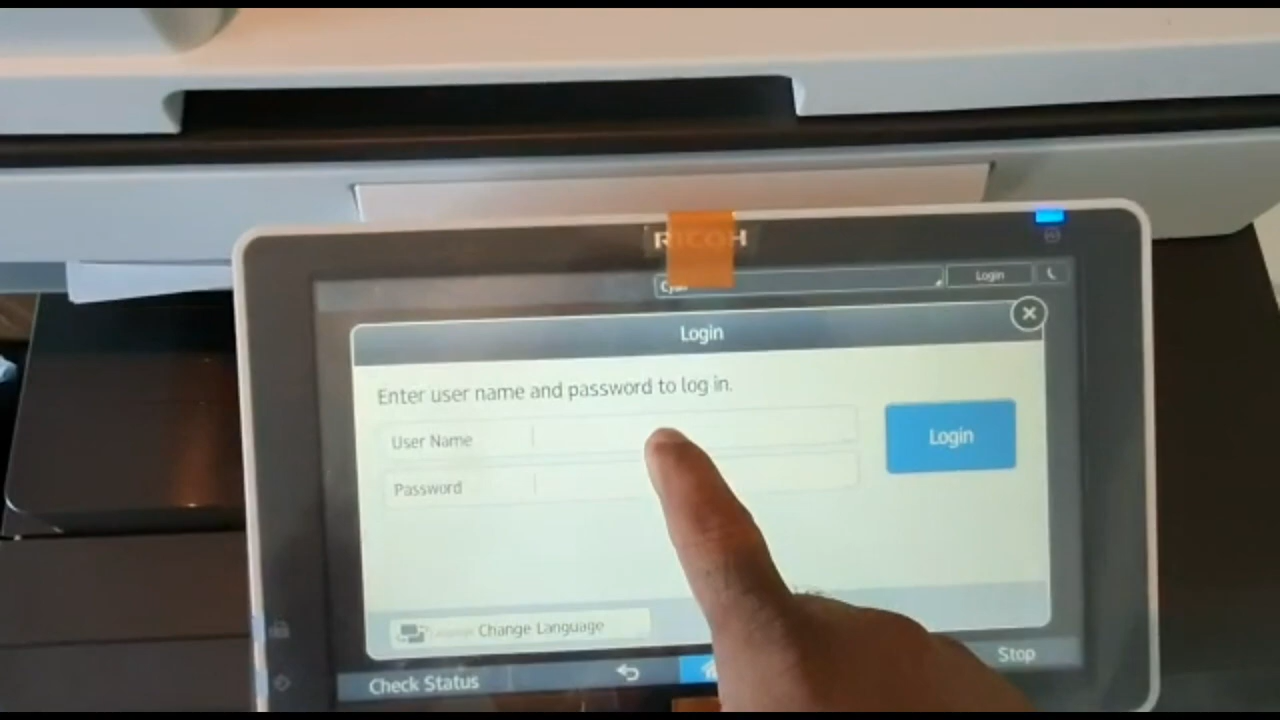 RICOH
Login
Login
Enter user name and password to log in.
User Name
Login
Password
Change Language
Stop
Check Status